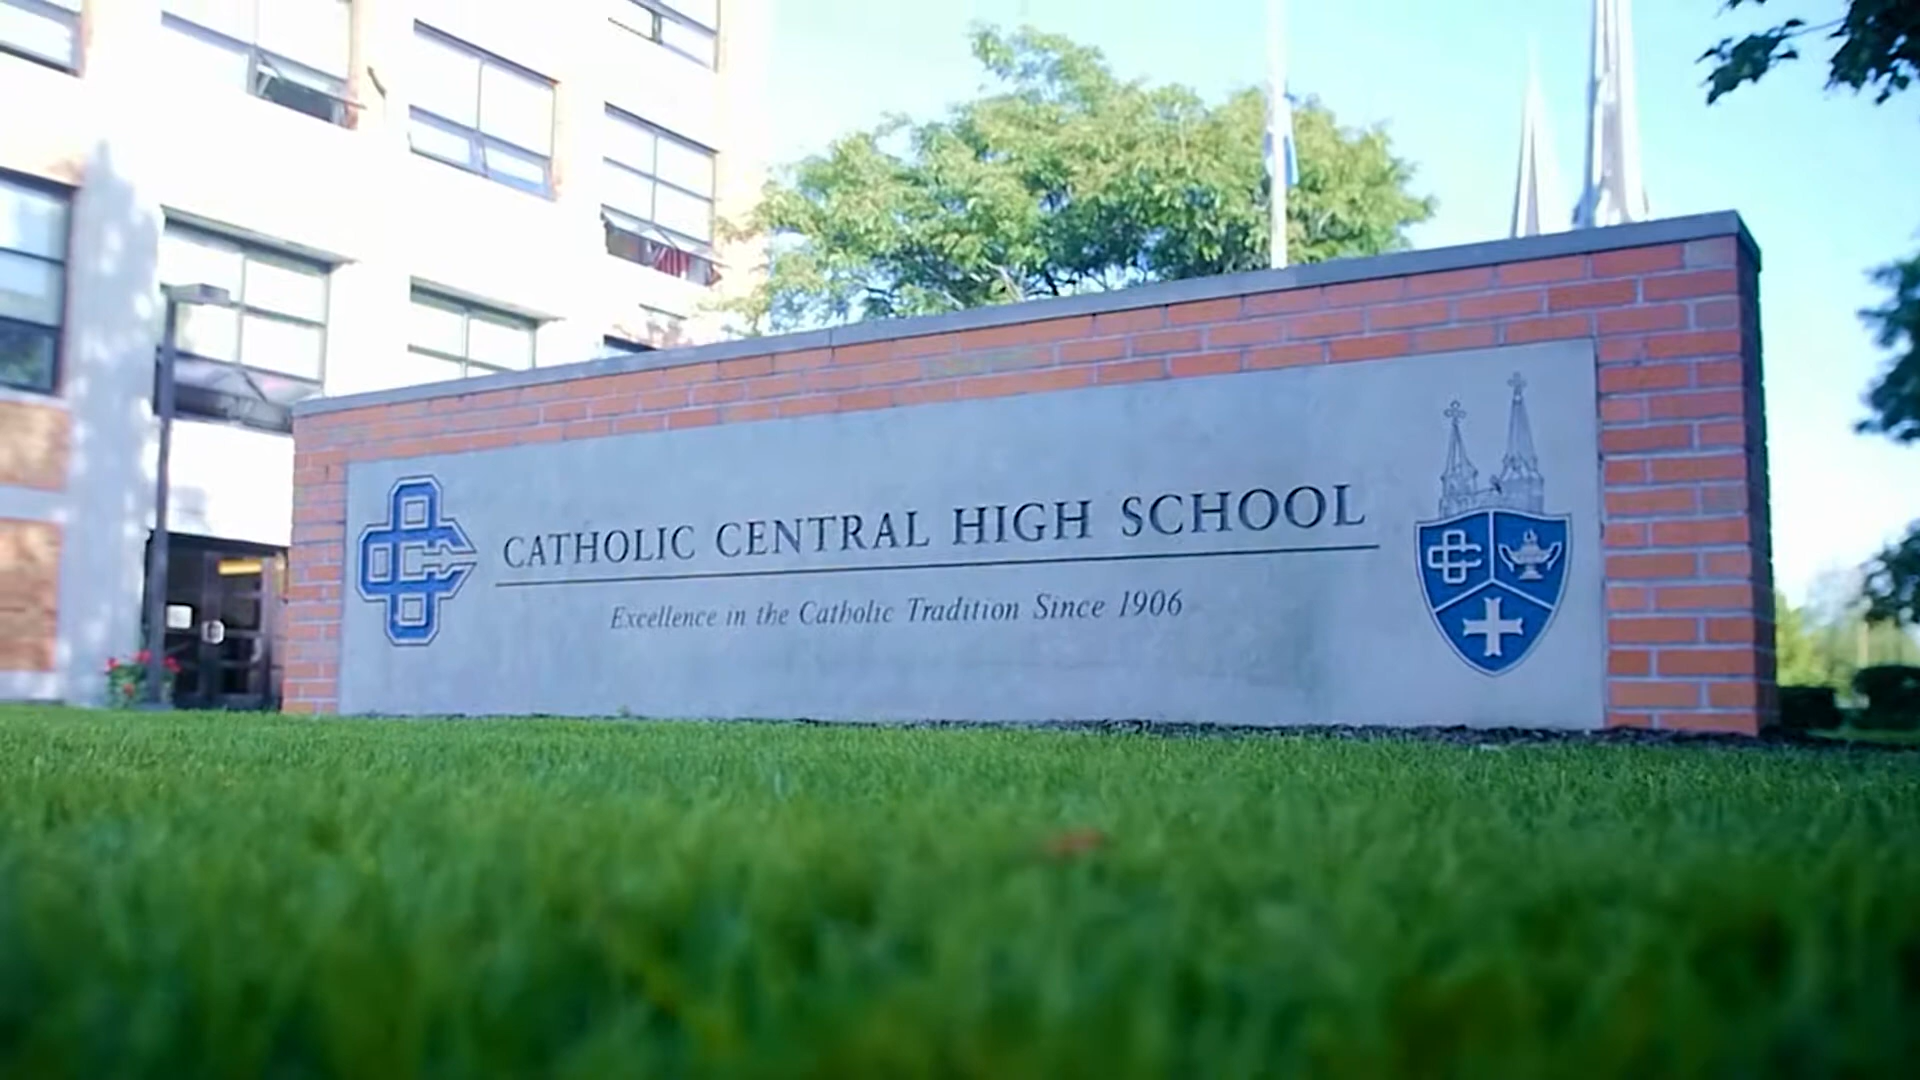 CATHOLIC CENTRAL HIGH SCHOOL
Excellence in the Catholic Tradition Since 1906